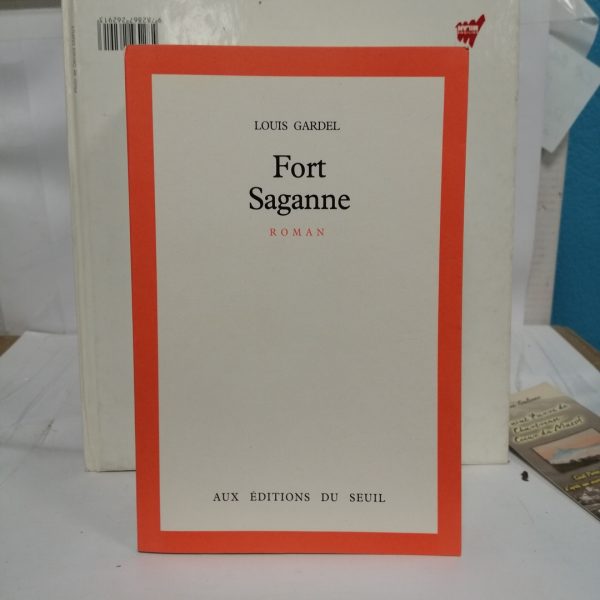 LOUIS GARDEL
Fort
Saganne
ROMAN
AUX ÉDITIONS DU SEUIL